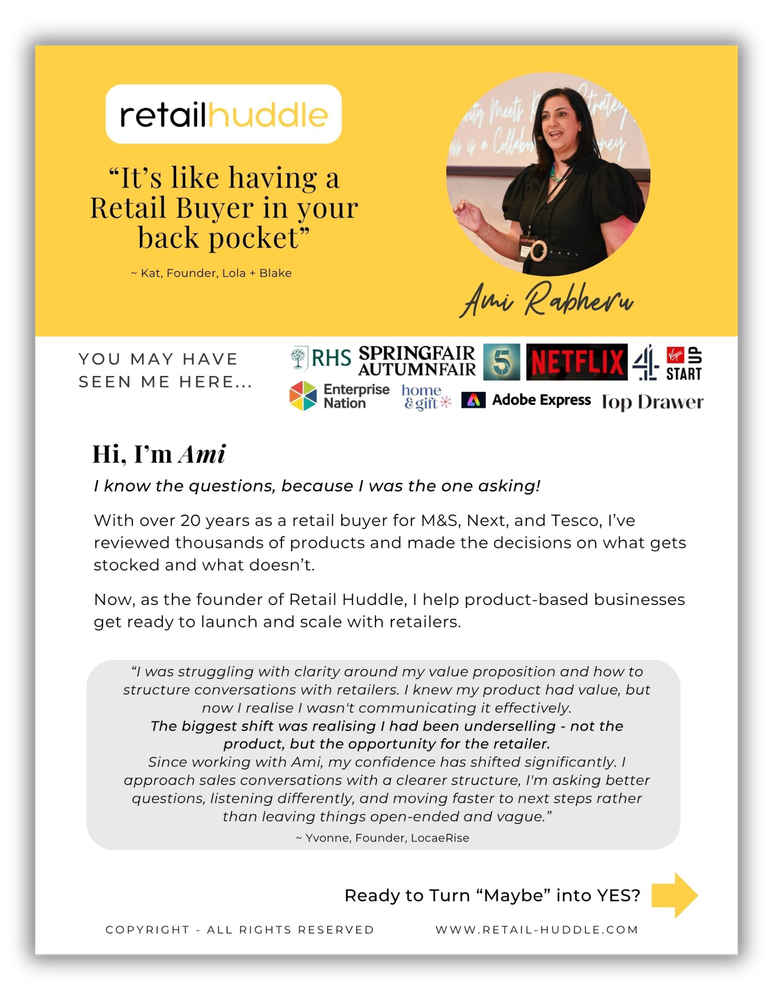 retailhuddle
“It’s like having a
Retail Buyer in your
back pocket”
~ Kat, Founder, Lola + Blake
Ami Rabheru
YOU MAY HAVE
SEEN ME HERE...
RHS
SPRINGFAIR
AUTUMNFAIR
5
NETFLIX
4
Virgin
START
UP
Enterprise
Nation
home
& gift
Adobe Express
Top Drawer
Hi, I’m Ami
I know the questions, because I was the one asking!
With over 20 years as a retail buyer for M&S, Next, and Tesco, I’ve
reviewed thousands of products and made the decisions on what gets
stocked and what doesn’t.
Now, as the founder of Retail Huddle, I help product-based businesses
get ready to launch and scale with retailers.
“I was struggling with clarity around my value proposition and how to
structure conversations with retailers. I knew my product had value, but
now I realise I wasn't communicating it effectively.
The biggest shift was realising I had been underselling - not the
product, but the opportunity for the retailer.
Since working with Ami, my confidence has shifted significantly. I
approach sales conversations with a clearer structure, I'm asking better
questions, listening differently, and moving faster to next steps rather
than leaving things open-ended and vague.”
~ Yvonne, Founder, LocaeRise
Ready to Turn “Maybe” into YES?
COPYRIGHT - ALL RIGHTS RESERVED
WWW.RETAIL-HUDDLE.COM